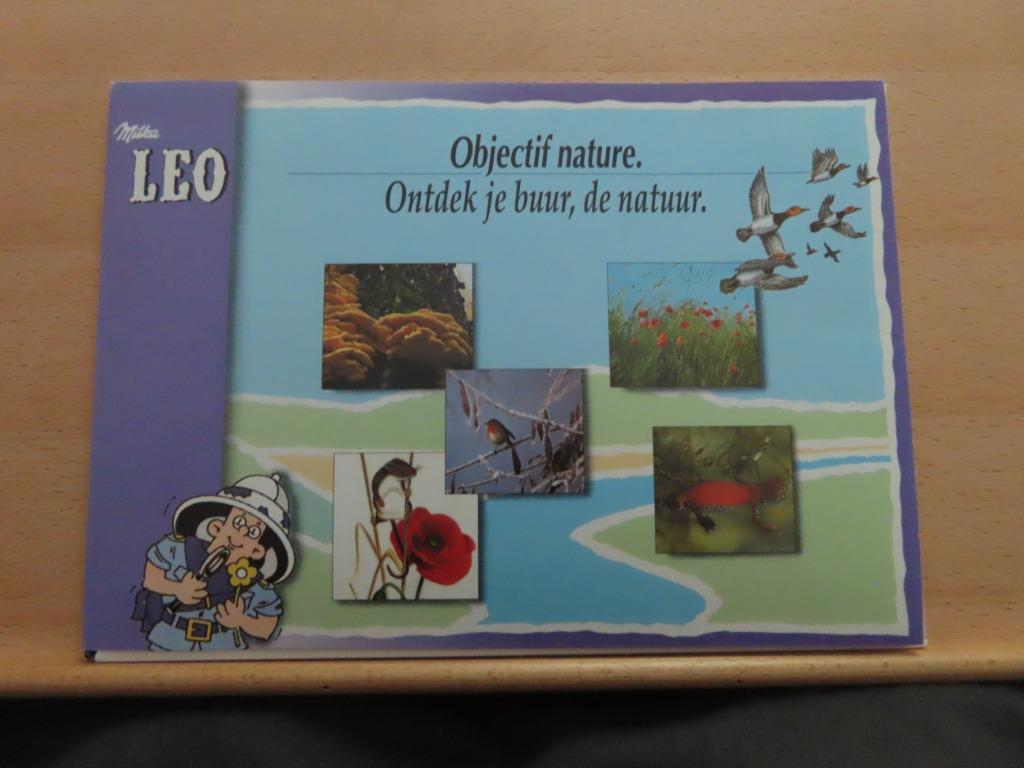 Milka
LEO
Objectif nature.
Ontdek je buur, de natuur.